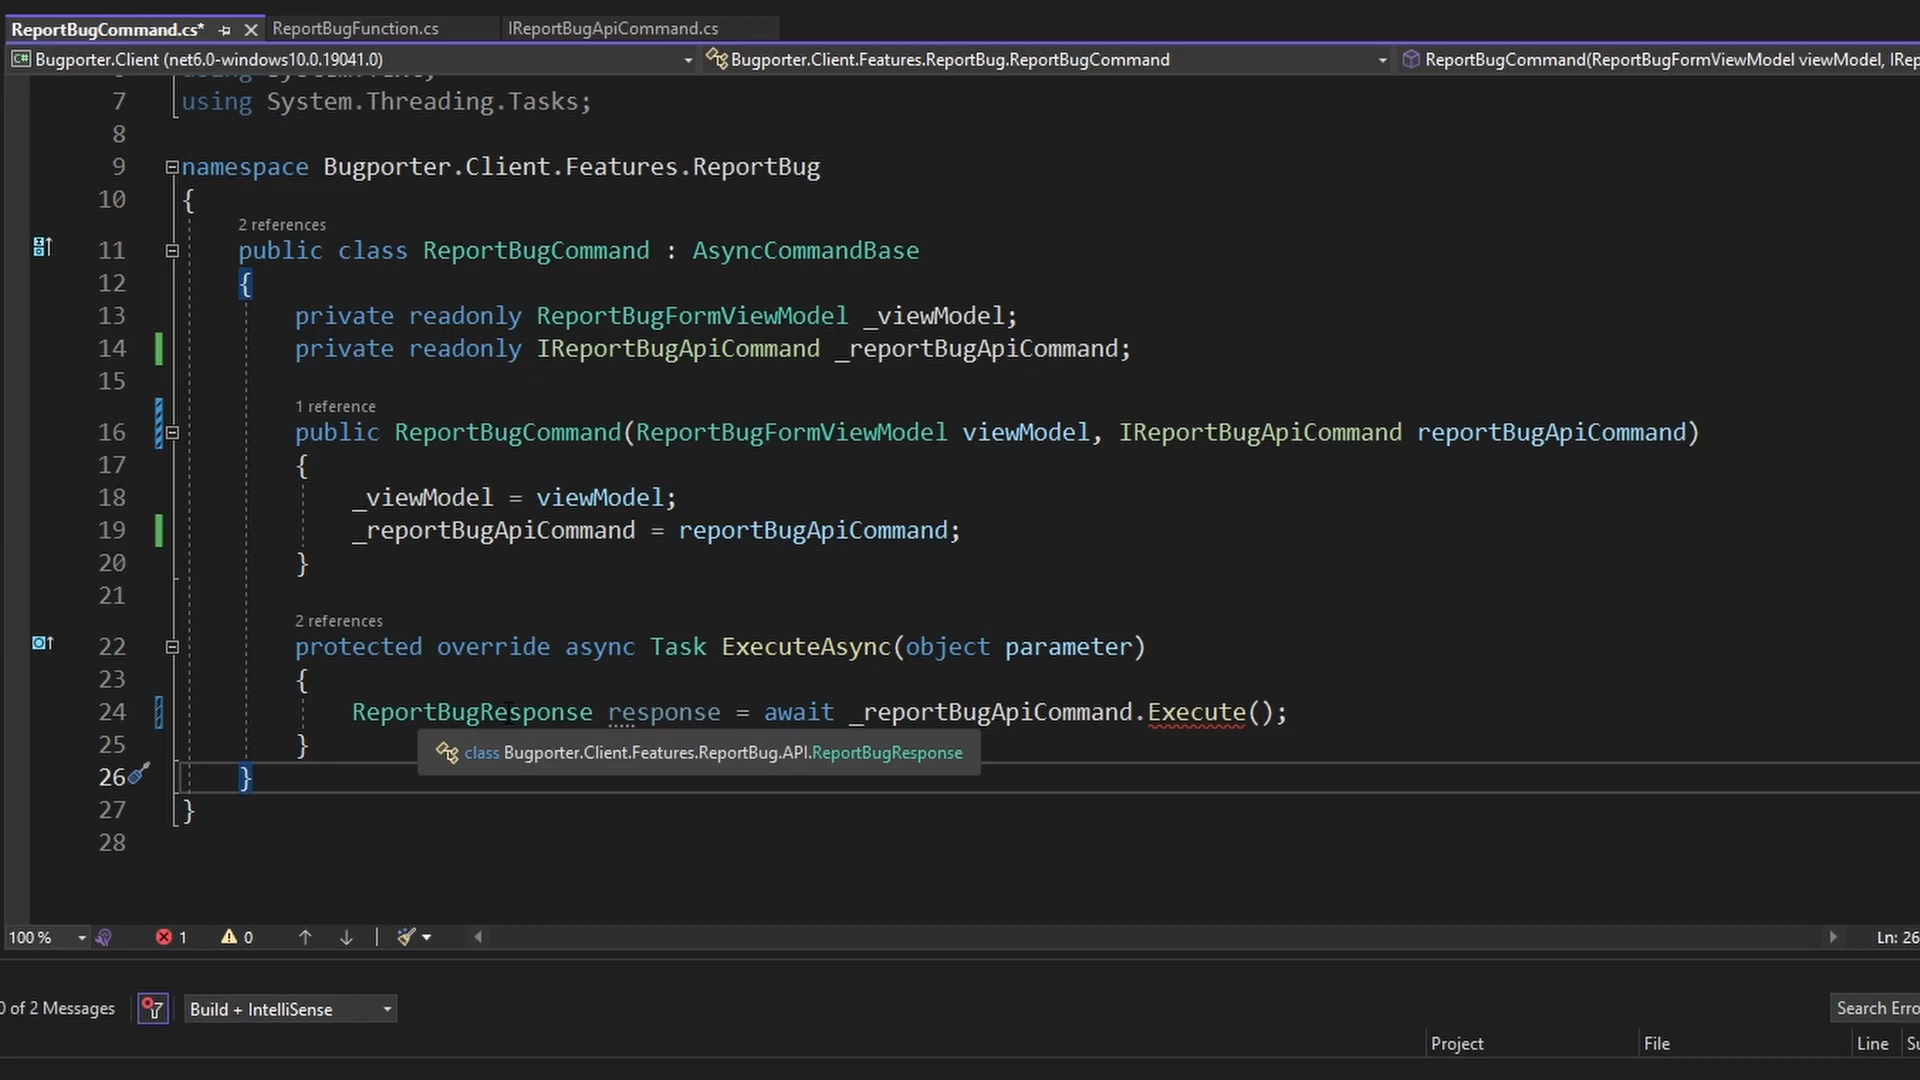 ReportBugCommand.cs* ReportBugFunction.cs IReportBugApiCommand.cs
Bugporter.Client (net6.0-windows10.0.19041.0) Bugporter.Client.Features.ReportBug.ReportBugCommand ReportBugCommand(ReportBugFormViewModel viewModel, IRep
7 using System.Threading.Tasks;
8
9 namespace Bugporter.Client.Features.ReportBug
10 {
2 references
11 public class ReportBugCommand : AsyncCommandBase
12 {
13 private readonly ReportBugFormViewModel _viewModel;
14 private readonly IReportBugApiCommand _reportBugApiCommand;
15
1 reference
16 public ReportBugCommand(ReportBugFormViewModel viewModel, IReportBugApiCommand reportBugApiCommand)
17 {
18 _viewModel = viewModel;
19 _reportBugApiCommand = reportBugApiCommand;
20 }
21
2 references
22 protected override async Task ExecuteAsync(object parameter)
23 {
24 ReportBugResponse response = await _reportBugApiCommand.Execute();
25 }
class Bugporter.Client.Features.ReportBug.API.ReportBugResponse
26 }
27 }
28
100 % 1 0 Ln: 26
0 of 2 Messages Build + IntelliSense Search Erro
Project File Line Su